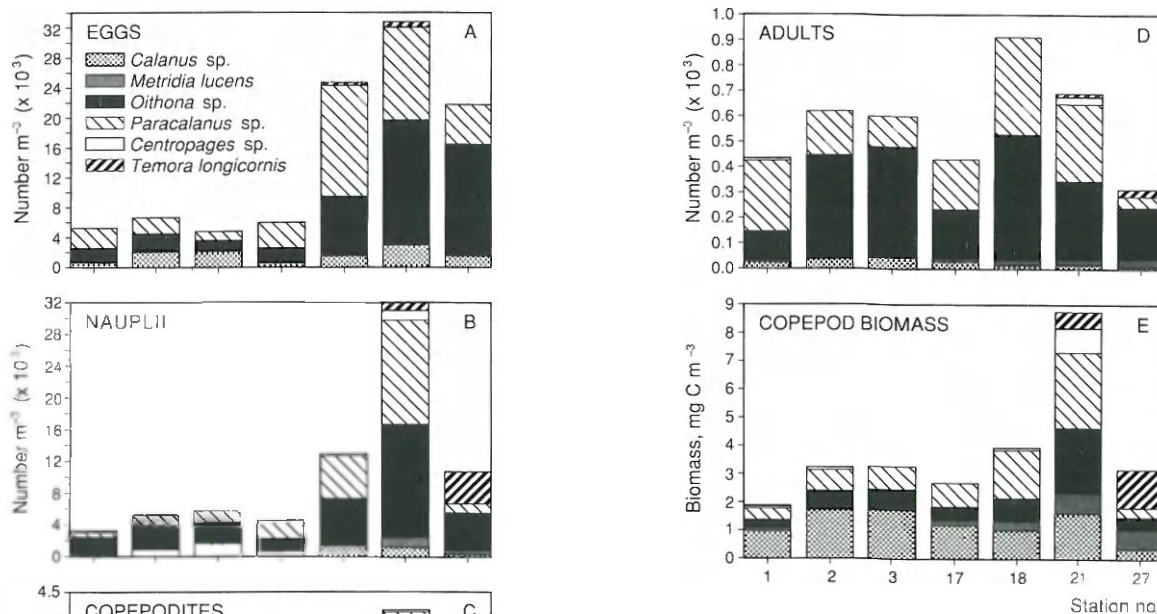 EGGS A
Calanus sp.
Metridia lucens
Oithona sp.
Paracalanus sp.
Centropages sp.
Temora longicornis
Number m⁻³ (x 10³)
32
28
24
20
16
12
8
4
0
NAUPLII B
Number m⁻³ (x 10³)
32
28
24
20
16
12
8
4
0
4.5
COPEPODITES C
ADULTS D
Number m⁻³ (x 10³)
1.0
0.9
0.8
0.7
0.6
0.5
0.4
0.3
0.2
0.1
0.0
COPEPOD BIOMASS E
Biomass, mg C m⁻³
9
8
7
6
5
4
3
2
1
0
1 2 3 17 18 21 27
Station no